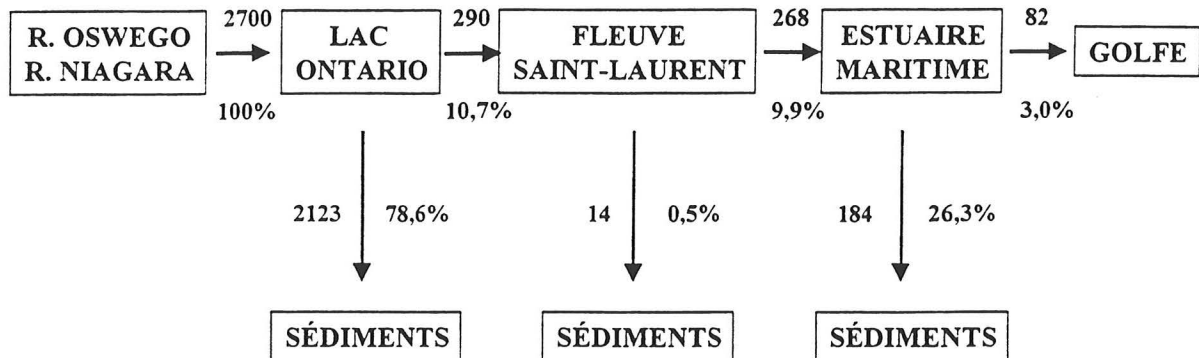 2700
290
268
82
R. OSWEGO
R. NIAGARA
LAC
ONTARIO
FLEUVE
SAINT-LAURENT
ESTUAIRE
MARITIME
GOLFE
100%
10,7%
9,9%
3,0%
2123
78,6%
14
0,5%
184
26,3%
SÉDIMENTS
SÉDIMENTS
SÉDIMENTS